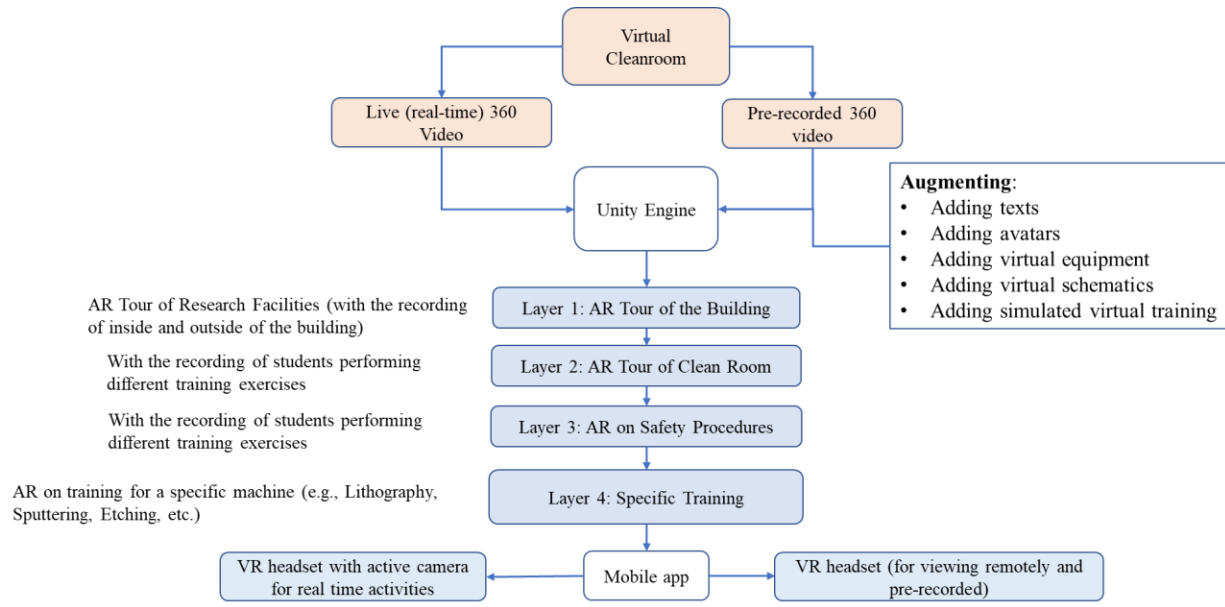 Virtual
Cleanroom
Live (real-time) 360
Video
Pre-recorded 360
video
Unity Engine
Augmenting:
• Adding texts
• Adding avatars
• Adding virtual equipment
• Adding virtual schematics
• Adding simulated virtual training
AR Tour of Research Facilities (with the recording
of inside and outside of the building)
Layer 1: AR Tour of the Building
With the recording of students performing
different training exercises
Layer 2: AR Tour of Clean Room
With the recording of students performing
different training exercises
Layer 3: AR on Safety Procedures
AR on training for a specific machine (e.g., Lithography,
Sputtering, Etching, etc.)
Layer 4: Specific Training
VR headset with active camera
for real time activities
Mobile app
VR headset (for viewing remotely and
pre-recorded)